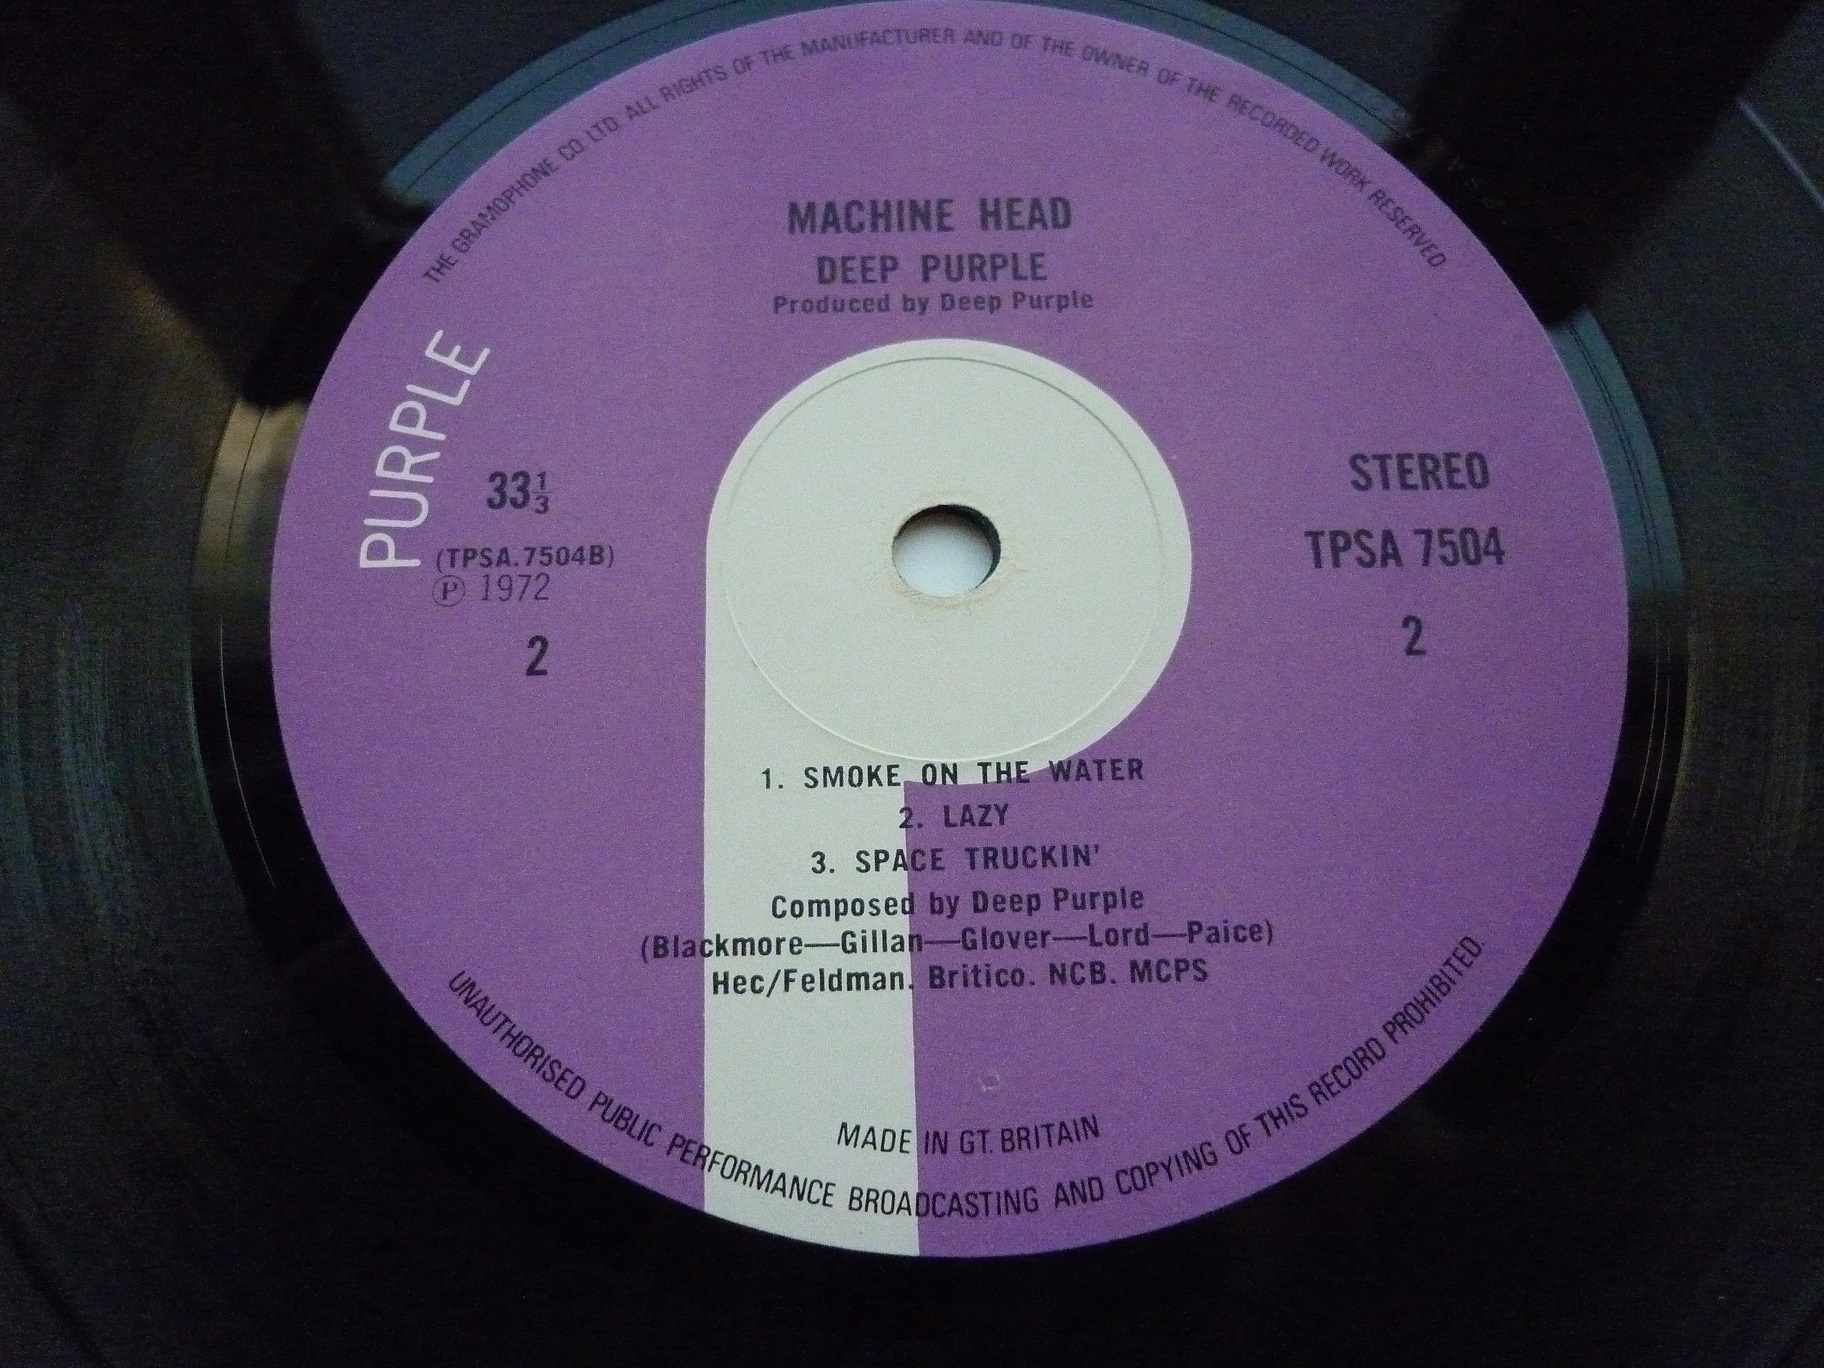 THE GRAMOPHONE CO. LTD. ALL RIGHTS OF THE MANUFACTURER AND OF THE OWNER OF THE RECORDED WORK RESERVED
MACHINE HEAD
DEEP PURPLE
Produced by Deep Purple
PURPLE
33⅓
(TPSA.7504B)
Ⓟ 1972
2
STEREO
TPSA 7504
2
1. SMOKE ON THE WATER
2. LAZY
3. SPACE TRUCKIN'
Composed by Deep Purple
(Blackmore—Gillan—Glover—Lord—Paice)
Hec/Feldman. Britico. NCB. MCPS
MADE IN GT. BRITAIN
UNAUTHORISED PUBLIC PERFORMANCE BROADCASTING AND COPYING OF THIS RECORD PROHIBITED.